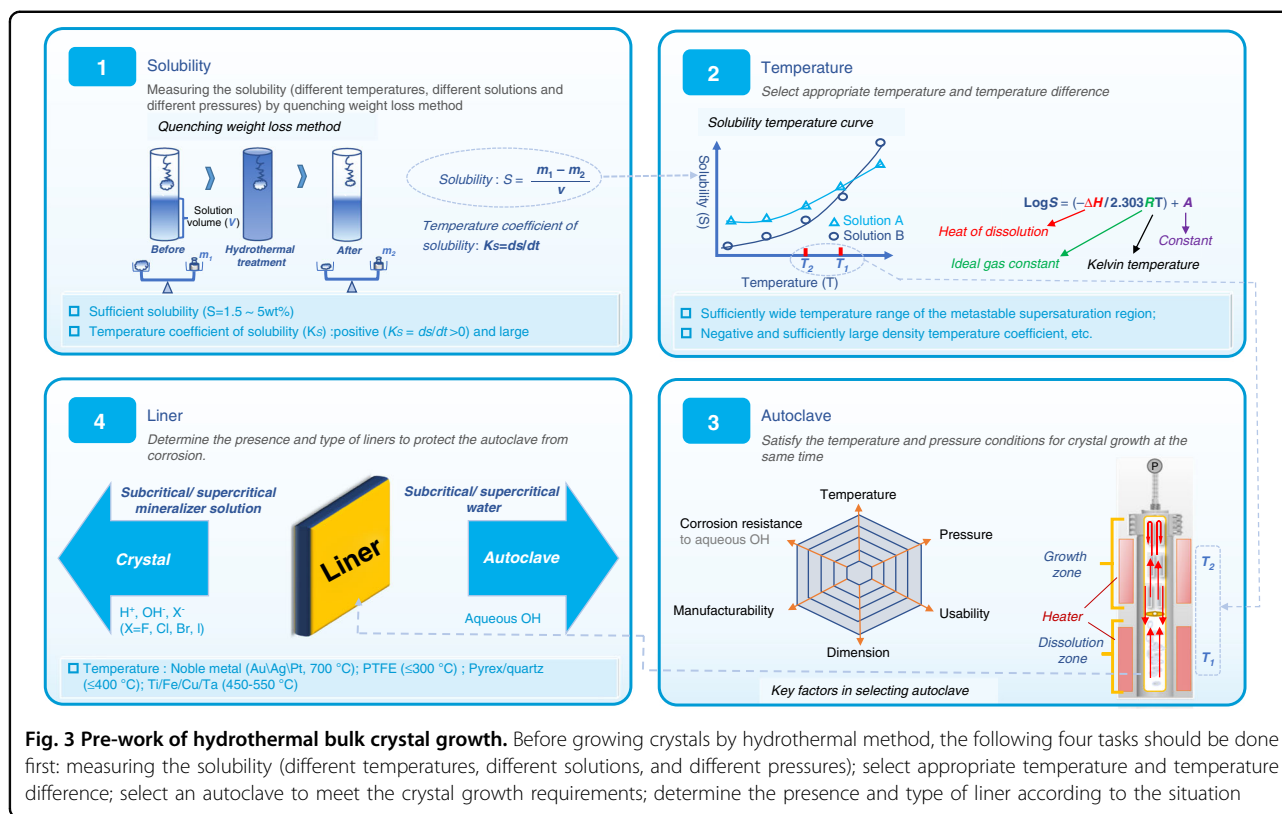 1
Solubility
Measuring the solubility (different temperatures, different solutions and
different pressures) by quenching weight loss method
Quenching weight loss method
Solution
volume (V)
Before
Hydrothermal
treatment
After
m1
m2
Solubility : S = m1 − m2 / v
Temperature coefficient of
solubility : Ks=ds/dt
Sufficient solubility (S=1.5 ~ 5wt%)
Temperature coefficient of solubility (Ks) :positive (Ks = ds/dt >0) and large
2
Temperature
Select appropriate temperature and temperature difference
Solubility temperature curve
Solubility (S)
Solution A
Solution B
T2
T1
Temperature (T)
LogS = (−ΔH/2.303RT) + A
Heat of dissolution
Constant
Ideal gas constant
Kelvin temperature
Sufficiently wide temperature range of the metastable supersaturation region;
Negative and sufficiently large density temperature coefficient, etc.
4
Liner
Determine the presence and type of liners to protect the autoclave from
corrosion.
Subcritical/ supercritical
mineralizer solution
Crystal
H+, OH-, X-
(X=F, Cl, Br, I)
Liner
Subcritical/ supercritical
water
Autoclave
Aqueous OH
Temperature : Noble metal (Au\Ag\Pt, 700 °C); PTFE (≤300 °C) ; Pyrex/quartz
(≤400 °C); Ti/Fe/Cu/Ta (450-550 °C)
3
Autoclave
Satisfy the temperature and pressure conditions for crystal growth at the
same time
Temperature
Corrosion resistance
to aqueous OH
Pressure
Manufacturability
Usability
Dimension
Key factors in selecting autoclave
P
Growth
zone
Heater
Dissolution
zone
T2
T1
Fig. 3 Pre-work of hydrothermal bulk crystal growth. Before growing crystals by hydrothermal method, the following four tasks should be done
first: measuring the solubility (different temperatures, different solutions, and different pressures); select appropriate temperature and temperature
difference; select an autoclave to meet the crystal growth requirements; determine the presence and type of liner according to the situation